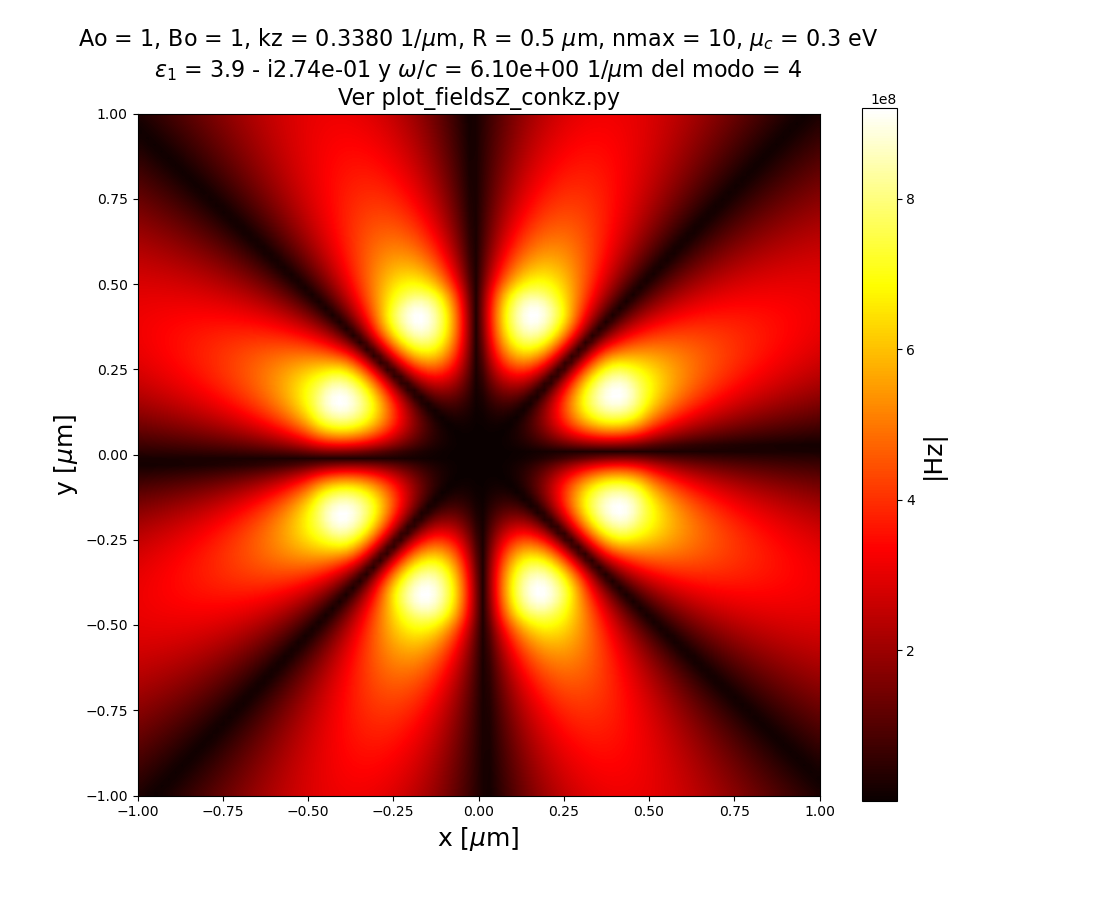 Ao = 1, Bo = 1, kz = 0.3380 1/μm, R = 0.5 μm, nmax = 10, μc = 0.3 eV
ε1 = 3.9 - i2.74e-01 y ω/c = 6.10e+00 1/μm del modo = 4
Ver plot_fieldsZ_conkz.py
1e8
1.00
0.75
0.50
0.25
0.00
−0.25
−0.50
−0.75
−1.00
y [μm]
−1.00 −0.75 −0.50 −0.25 0.00 0.25 0.50 0.75 1.00
x [μm]
8
6
4
2
|Hz|